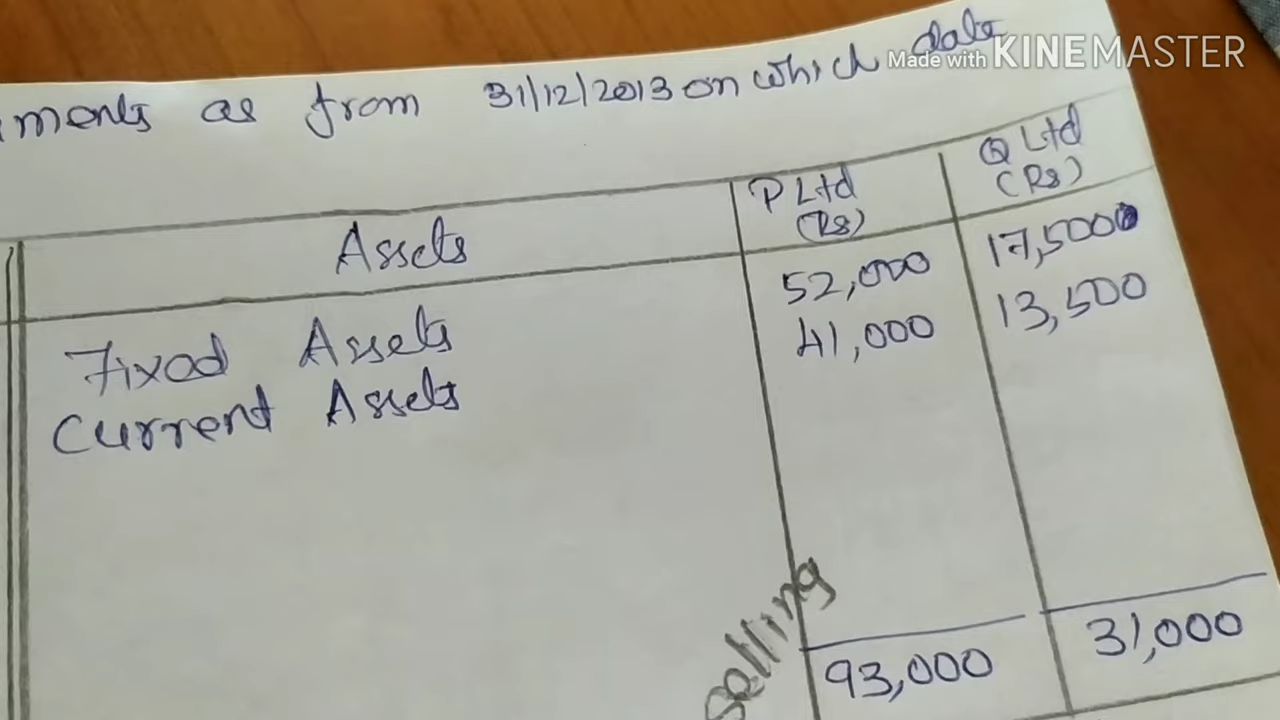 Made with KINEMASTER
ments as from 31/12/2013 on which date
Assets P Ltd (Rs) Q Ltd (Rs)
Fixed Assets 52,000 17,500
Current Assets 41,000 13,500
93,000 31,000
Selling